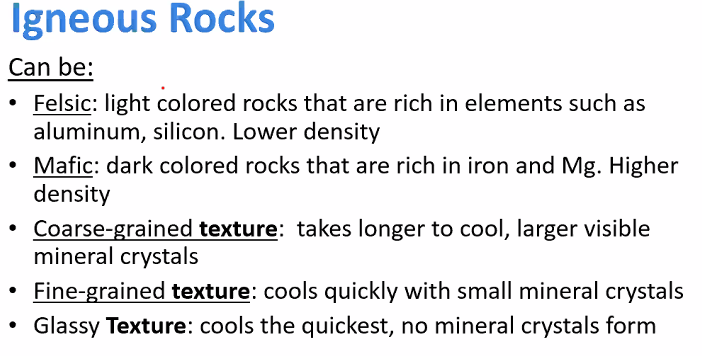 Igneous Rocks
Can be:
• Felsic: light colored rocks that are rich in elements such as
aluminum, silicon. Lower density
• Mafic: dark colored rocks that are rich in iron and Mg. Higher
density
• Coarse-grained texture:  takes longer to cool, larger visible
mineral crystals
• Fine-grained texture: cools quickly with small mineral crystals
• Glassy Texture: cools the quickest, no mineral crystals form